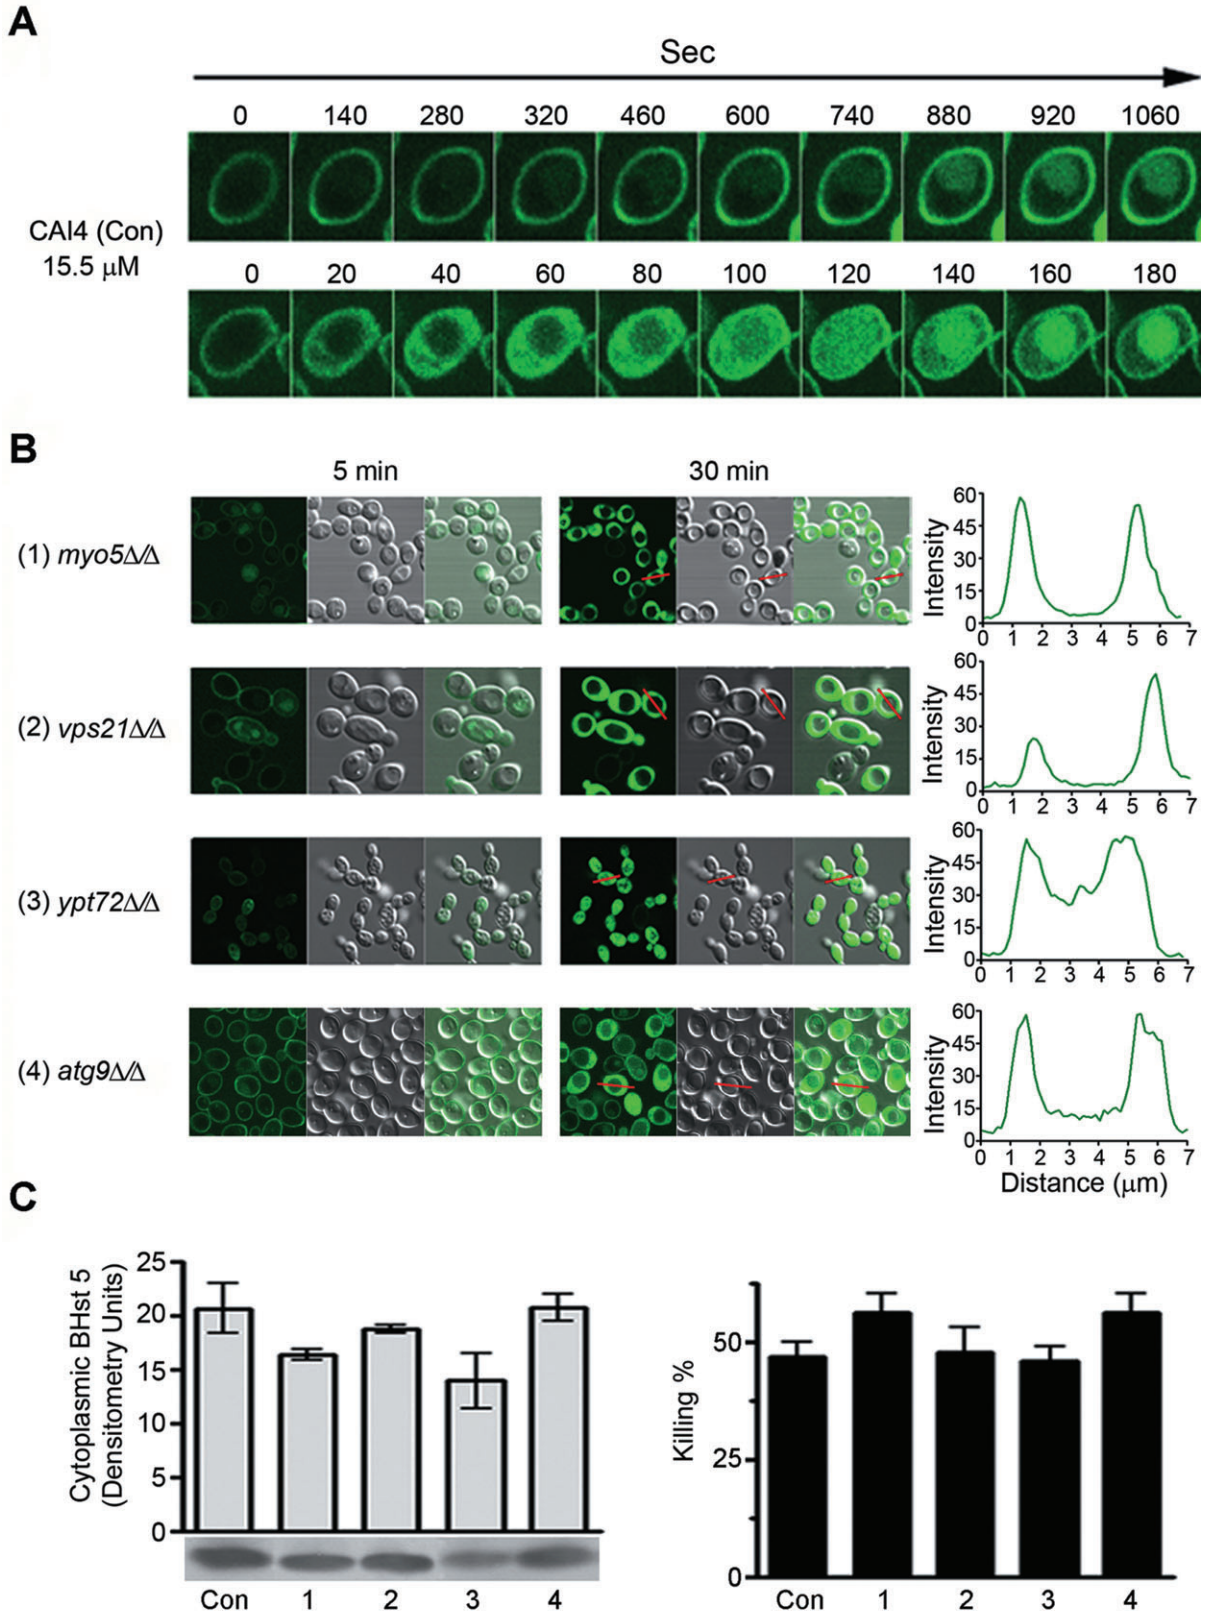 A
Sec
0 140 280 320 460 600 740 880 920 1060
CAI4 (Con)
15.5 μM
0 20 40 60 80 100 120 140 160 180
B
5 min 30 min
(1) myo5Δ/Δ
Intensity
60
45
30
15
0
0 1 2 3 4 5 6 7
(2) vps21Δ/Δ
Intensity
60
45
30
15
0
0 1 2 3 4 5 6 7
(3) ypt72Δ/Δ
Intensity
60
45
30
15
0
0 1 2 3 4 5 6 7
(4) atg9Δ/Δ
Intensity
60
45
30
15
0
0 1 2 3 4 5 6 7
Distance (μm)
C
Cytoplasmic BHst 5
(Densitometry Units)
25
20
15
10
5
0
Con 1 2 3 4
Killing %
50
25
0
Con 1 2 3 4